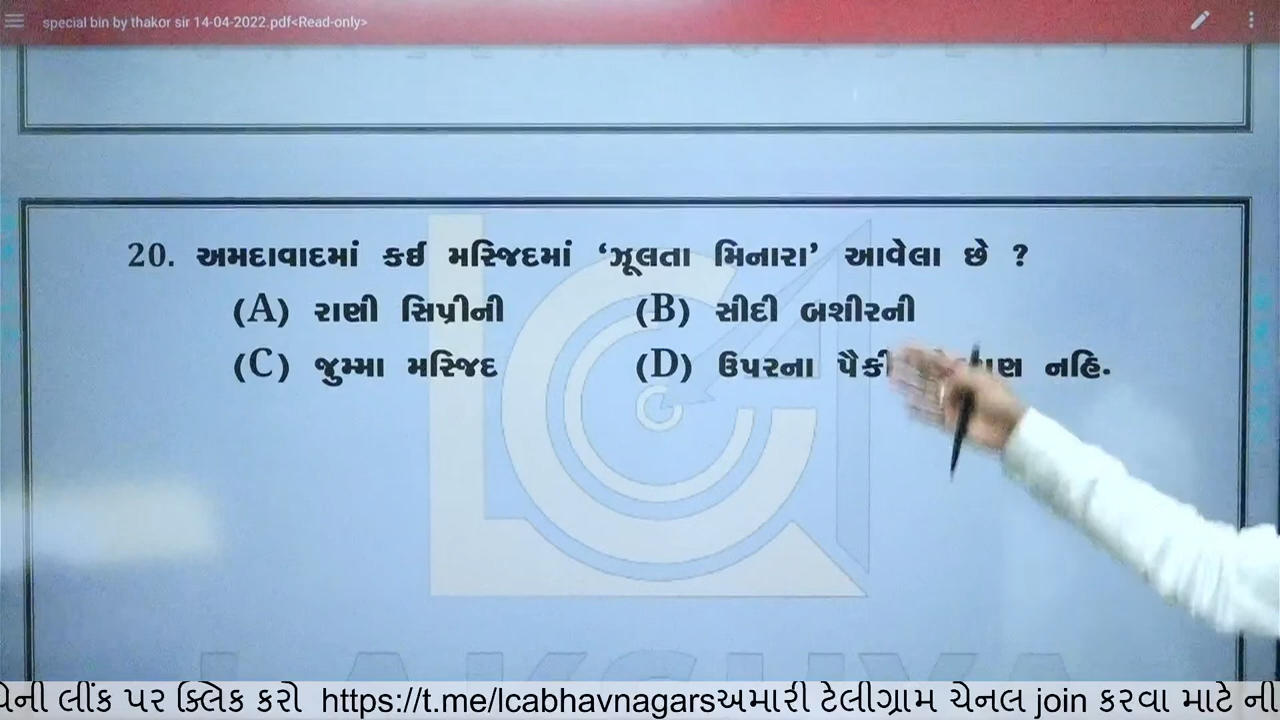 special bin by thakor sir 14-04-2022.pdf<Read-only>
20. અમદાવાદમાં કઈ મસ્જિદમાં ‘ઝૂલતા મિનારા’ આવેલા છે ?
(A) રાણી સિપ્રીની (B) સીદી બશીરની
(C) જુમ્મા મસ્જિદ (D) ઉપરના પૈકી નહિ.
LAKSHYA
લીંક પર ક્લિક કરો https://t.me/lcabhavnagarsઅમારી ટેલીગ્રામ ચેનલ join કરવા માટે ની